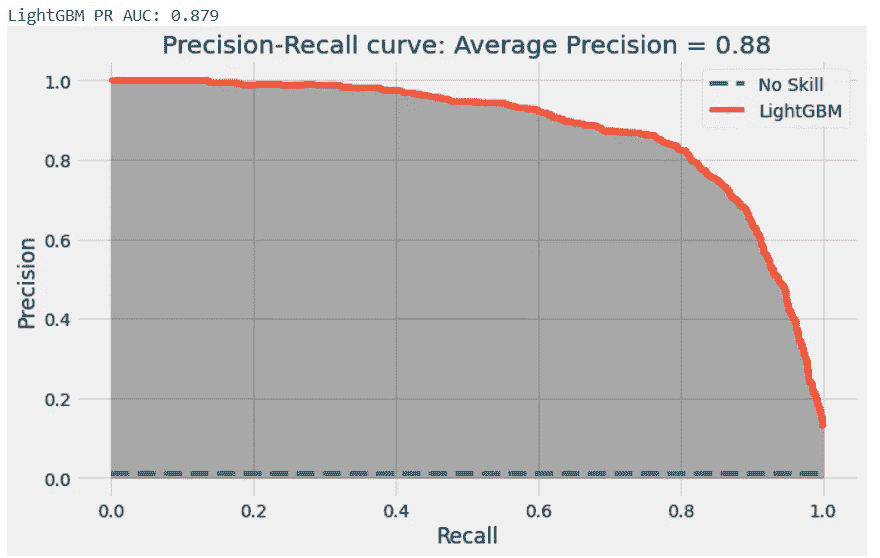 LightGBM PR AUC: 0.879
Precision-Recall curve: Average Precision = 0.88
No Skill
LightGBM
1.0
0.8
0.6
0.4
0.2
0.0
Precision
0.0 0.2 0.4 0.6 0.8 1.0
Recall